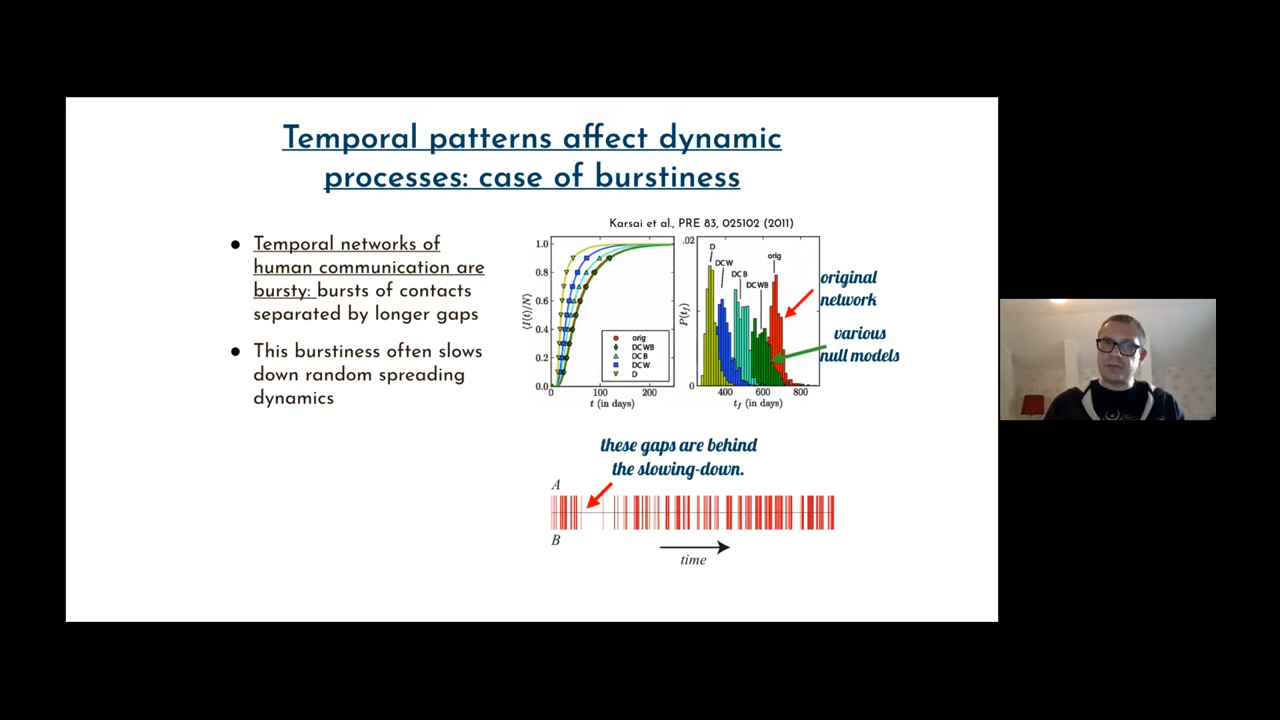 Temporal patterns affect dynamic
processes: case of burstiness
● Temporal networks of
human communication are
bursty: bursts of contacts
separated by longer gaps
● This burstiness often slows
down random spreading
dynamics
Karsai et al., PRE 83, 025102 (2011)
⟨I(t)/N⟩
1.0
0.8
0.6
0.4
0.2
0.0
0
100
200
t (in days)
orig
DCWB
DCB
DCW
D
P(tf)
.02
0
400
600
800
tf (in days)
D
DCW
DCB
DCWB
orig
original
network
various
null models
these gaps are behind
the slowing-down.
A
B
time